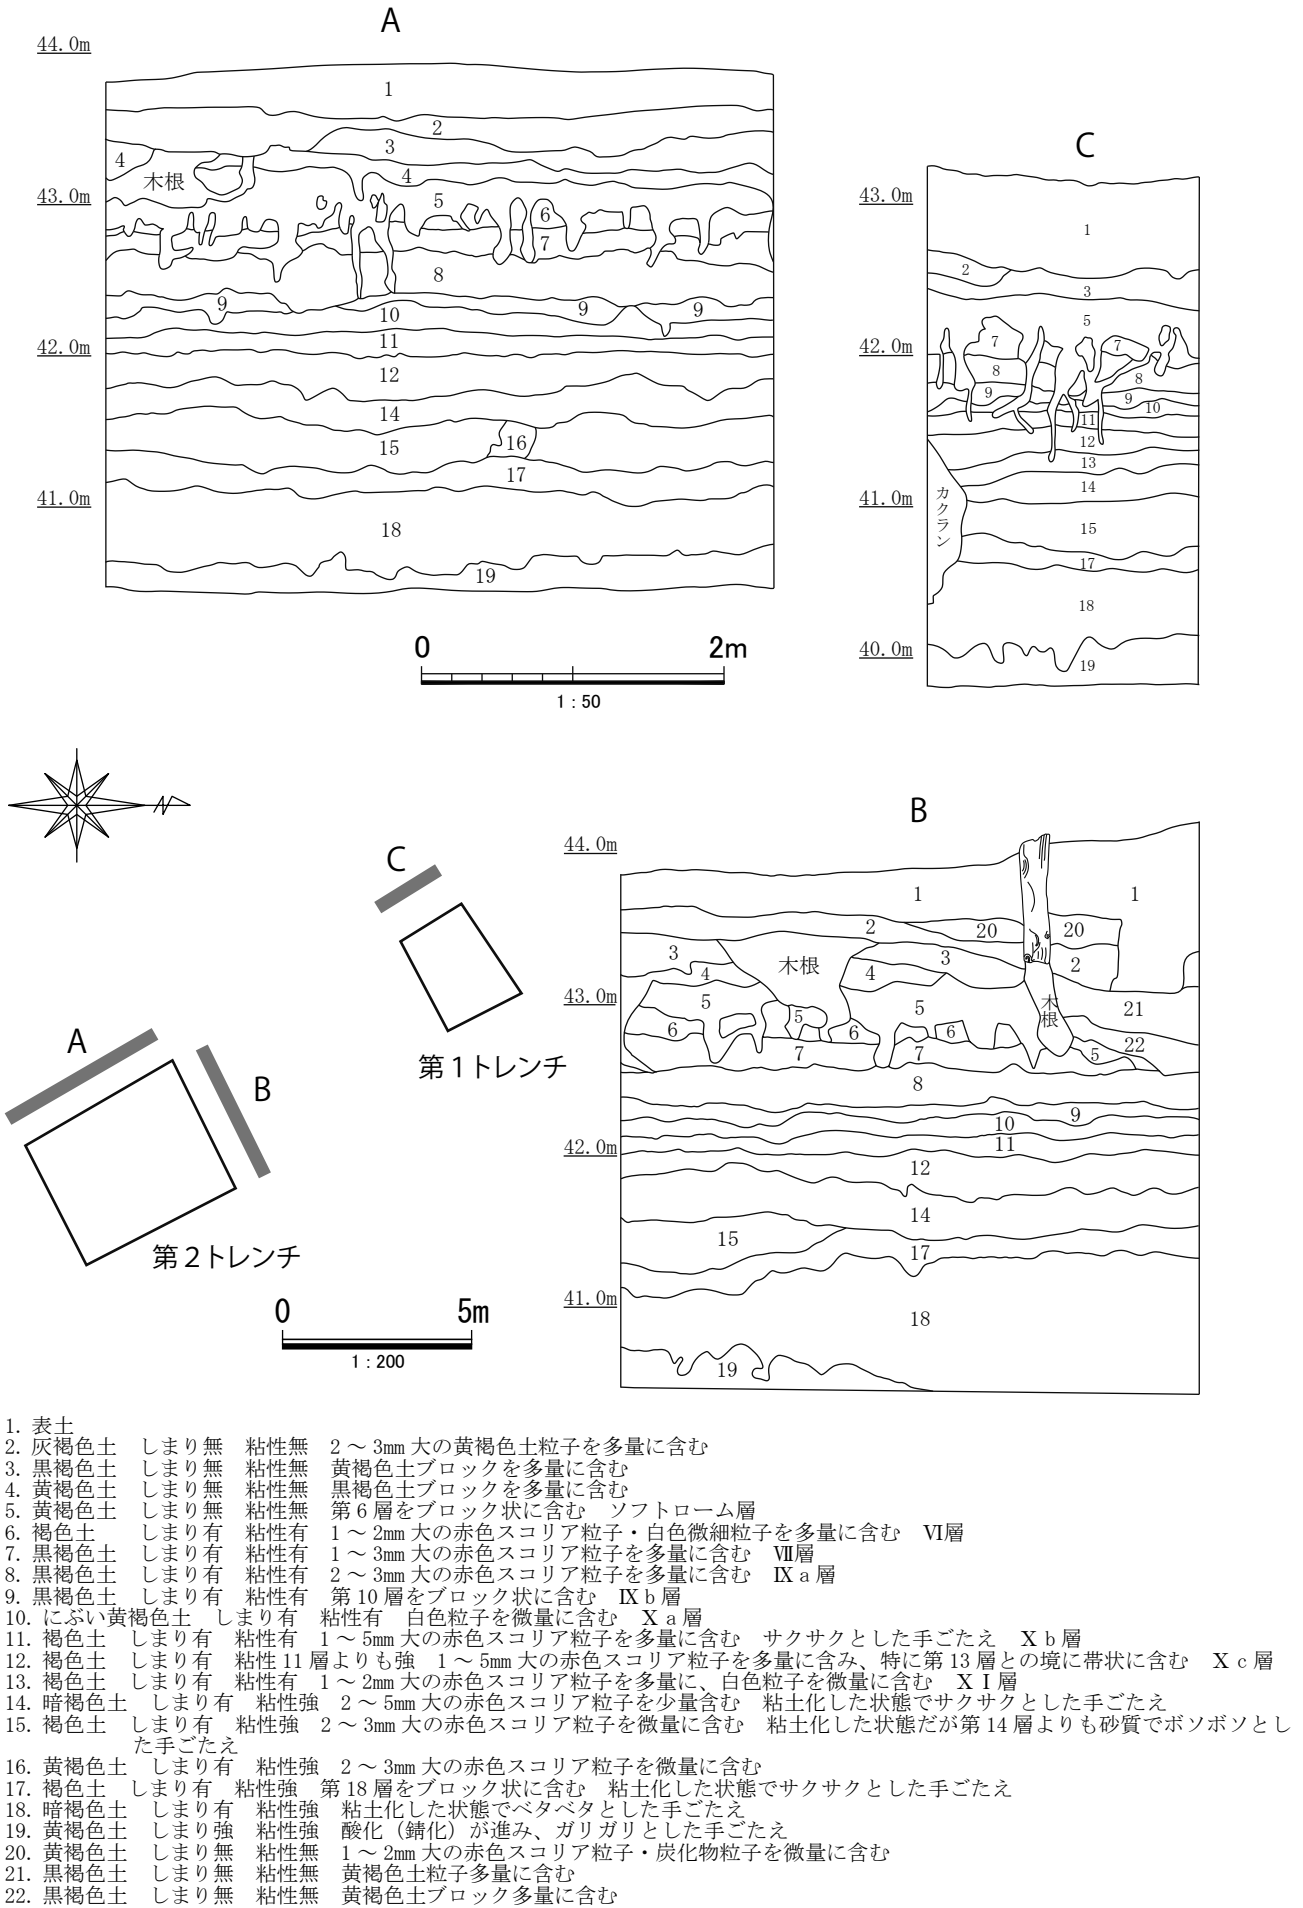 A
44.0m
43.0m
42.0m
41.0m
1
2
3
4
4
木根
5
6
7
8
9
9
9
10
11
12
14
15
16
17
18
19
0 2m
1：50
C
43.0m
42.0m
41.0m
40.0m
1
2
3
5
7
7
8
8
9
9
10
11
12
13
14
15
17
18
19
カクラン
N
B
44.0m
43.0m
42.0m
41.0m
1
1
2
20
20
2
3
木根
3
4
4
5
5
5
木根
21
6
6
6
22
7
7
5
8
9
10
11
12
14
15
17
18
19
C
第１トレンチ
A
B
第２トレンチ
0 5m
1：200
1. 表土
2. 灰褐色土　しまり無　粘性無　2～3㎜大の黄褐色土粒子を多量に含む
3. 黒褐色土　しまり無　粘性無　黄褐色土ブロックを多量に含む
4. 黄褐色土　しまり無　粘性無　黒褐色土ブロックを多量に含む
5. 黄褐色土　しまり無　粘性無　第6層をブロック状に含む　ソフトローム層
6. 褐色土　　しまり有　粘性有　1～2㎜大の赤色スコリア粒子・白色微細粒子を多量に含む　Ⅵ層
7. 黒褐色土　しまり有　粘性有　1～3㎜大の赤色スコリア粒子を多量に含む　Ⅶ層
8. 黒褐色土　しまり有　粘性有　2～3㎜大の赤色スコリア粒子を多量に含む　Ⅸａ層
9. 黒褐色土　しまり有　粘性有　第10層をブロック状に含む　Ⅸｂ層
10. にぶい黄褐色土　しまり有　粘性有　白色粒子を微量に含む　Ⅹａ層
11. 褐色土　しまり有　粘性有　1～5㎜大の赤色スコリア粒子を多量に含む　サクサクとした手ごたえ　Ⅹｂ層
12. 褐色土　しまり有　粘性11層よりも強　1～5㎜大の赤色スコリア粒子を多量に含み、特に第13層との境に帯状に含む　Ⅹｃ層
13. 褐色土　しまり有　粘性有　1～2㎜大の赤色スコリア粒子を多量に、白色粒子を微量に含む　ⅩⅠ層
14. 暗褐色土　しまり有　粘性強　2～5㎜大の赤色スコリア粒子を少量含む　粘土化した状態でサクサクとした手ごたえ
15. 褐色土　しまり有　粘性強　2～3㎜大の赤色スコリア粒子を微量に含む　粘土化した状態だが第14層よりも砂質でボソボソとし
た手ごたえ
16. 黄褐色土　しまり有　粘性強　2～3㎜大の赤色スコリア粒子を微量に含む
17. 褐色土　しまり有　粘性強　第18層をブロック状に含む　粘土化した状態でサクサクとした手ごたえ
18. 暗褐色土　しまり有　粘性強　粘土化した状態でベタベタとした手ごたえ
19. 黄褐色土　しまり強　粘性強　酸化（錆化）が進み、ガリガリとした手ごたえ
20. 黄褐色土　しまり無　粘性無　1～2㎜大の赤色スコリア粒子・炭化物粒子を微量に含む
21. 黒褐色土　しまり無　粘性無　黄褐色土粒子多量に含む
22. 黒褐色土　しまり無　粘性無　黄褐色土ブロック多量に含む